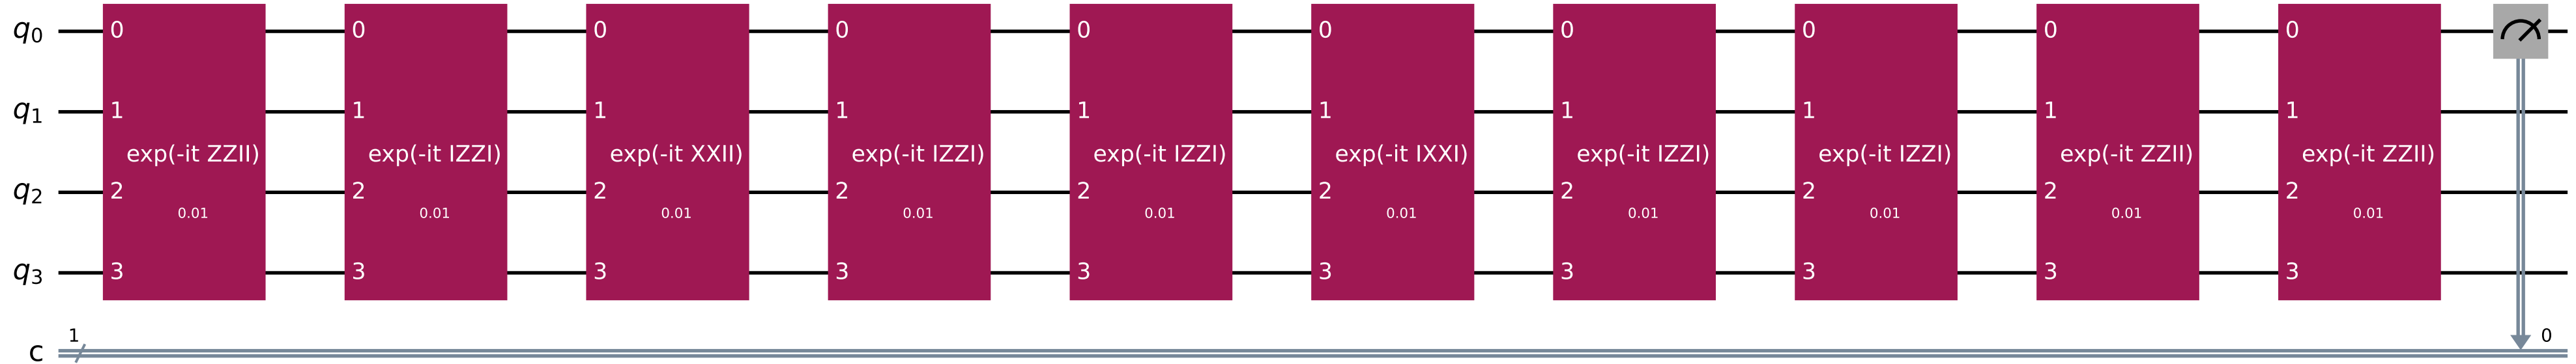 q0 0 0 0 0 0 0 0 0 0 0
q1 1 1 1 1 1 1 1 1 1 1
exp(-it ZZII) exp(-it IZZI) exp(-it XXII) exp(-it IZZI) exp(-it IZZI) exp(-it IXXI) exp(-it IZZI) exp(-it IZZI) exp(-it ZZII) exp(-it ZZII)
q2 2 2 2 2 2 2 2 2 2 2
0.01 0.01 0.01 0.01 0.01 0.01 0.01 0.01 0.01 0.01
q3 3 3 3 3 3 3 3 3 3 3
1 0
c